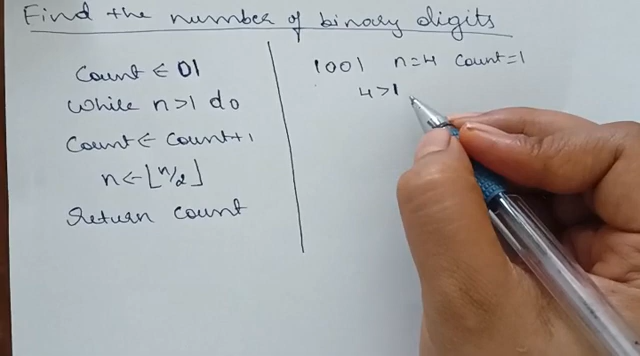 Find the number of binary digits
Count ← 01
While n>1 do
Count ← Count+1
n ← ⌊n/2⌋
Return Count
1001 n=4 Count=1
4>1